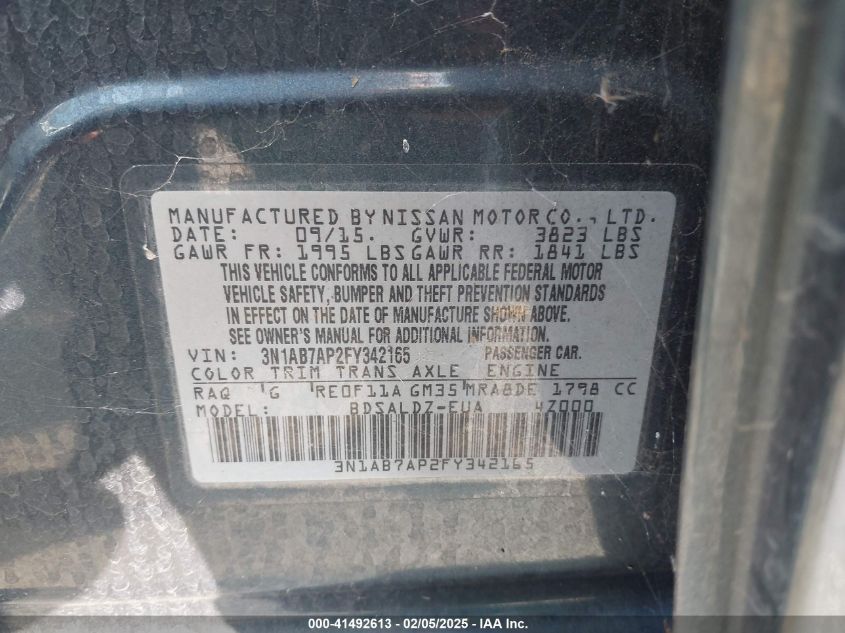 MANUFACTURED BY NISSAN MOTOR CO., LTD.
DATE: 09/15. GVWR: 3823 LBS
GAWR FR: 1995 LBS GAWR RR: 1841 LBS
THIS VEHICLE CONFORMS TO ALL APPLICABLE FEDERAL MOTOR
VEHICLE SAFETY, BUMPER AND THEFT PREVENTION STANDARDS
IN EFFECT ON THE DATE OF MANUFACTURE SHOWN ABOVE.
SEE OWNER'S MANUAL FOR ADDITIONAL INFORMATION.
VIN: 3N1AB7AP2FY342165 PASSENGER CAR.
COLOR TRIM TRANS AXLE ENGINE
RAQ G RE0F11A GM35 MRA8DE 1798 CC
MODEL: BDSALDZ-EUA 4Z000
3N1AB7AP2FY342165
000-41492613 - 02/05/2025 - IAA Inc.